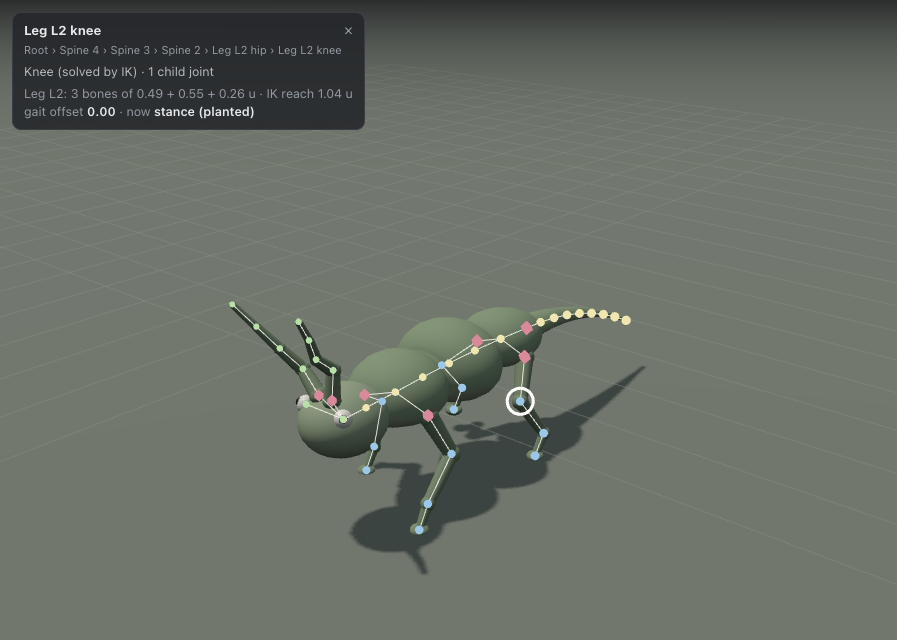 Leg L2 knee ×
Root › Spine 4 › Spine 3 › Spine 2 › Leg L2 hip › Leg L2 knee
Knee (solved by IK) · 1 child joint
Leg L2: 3 bones of 0.49 + 0.55 + 0.26 u · IK reach 1.04 u
gait offset 0.00 · now stance (planted)